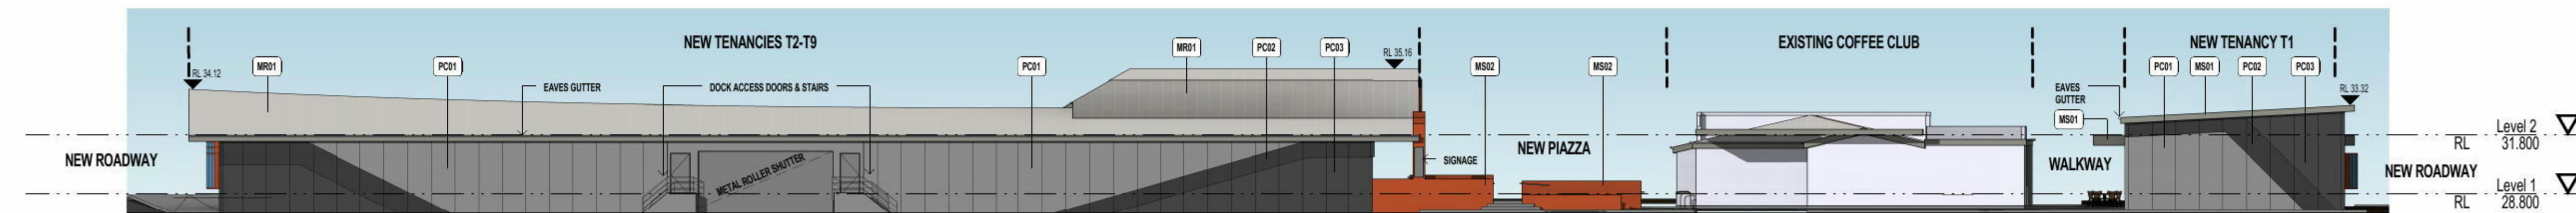 NEW TENANCIES T2-T9
EXISTING COFFEE CLUB
NEW TENANCY T1
MR01
PC02
PC03
RL 35.16
RL 34.12
MR01
PC01
PC01
MS02
MS02
PC01
MS01
PC02
PC03
EAVES GUTTER
DOCK ACCESS DOORS & STAIRS
EAVES
GUTTER
RL 33.32
MS01
Level 2
RL 31.800
NEW ROADWAY
METAL ROLLER SHUTTER
SIGNAGE
NEW PIAZZA
WALKWAY
NEW ROADWAY
Level 1
RL 28.800